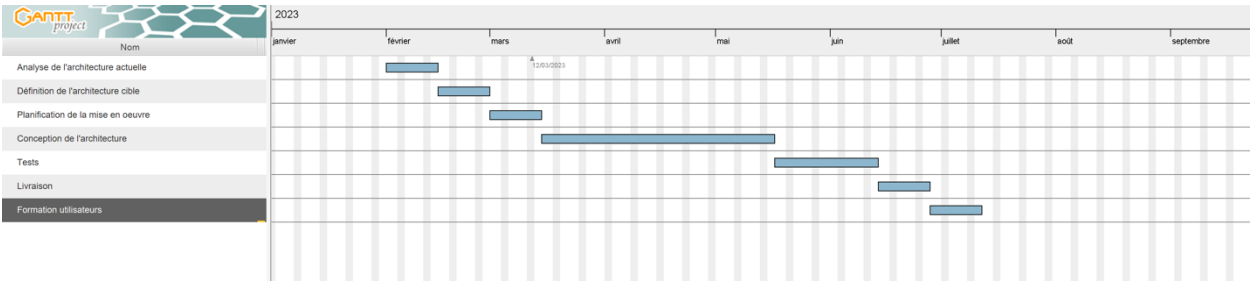 GANTT
project
2023
Nom
janvier février mars avril mai juin juillet août septembre
Analyse de l'architecture actuelle
12/03/2023
Définition de l'architecture cible
Planification de la mise en oeuvre
Conception de l'architecture
Tests
Livraison
Formation utilisateurs